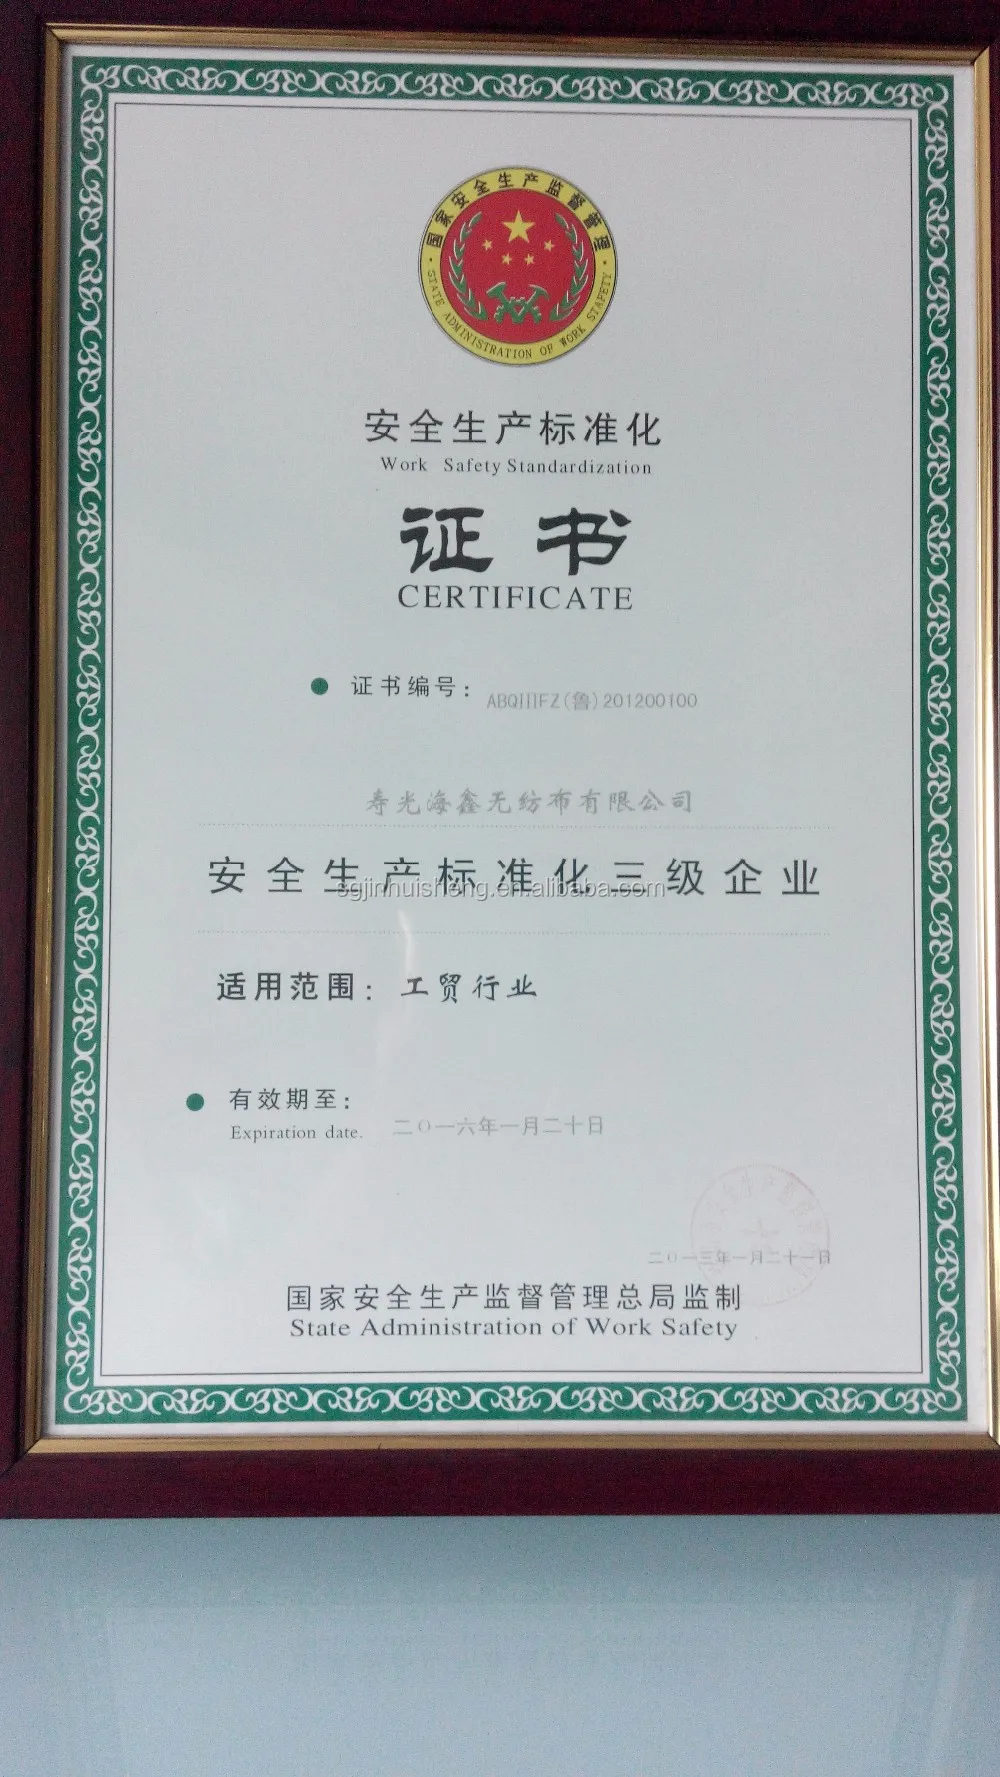 国家安全生产监督管理
STATE ADMINISTRATION OF WORK STAFETY
安全生产标准化
Work Safety Standardization
证书
CERTIFICATE
证书编号：ABQIIIFZ(鲁)201200100
寿光海鑫无纺布有限公司
安全生产标准化三级企业
sgjinhuisheng.en.alibaba.com
适用范围：工贸行业
有效期至：
Expiration date. 二〇一六年一月二十日
二〇一三年一月二十一日
国家安全生产监督管理总局监制
State Administration of Work Safety